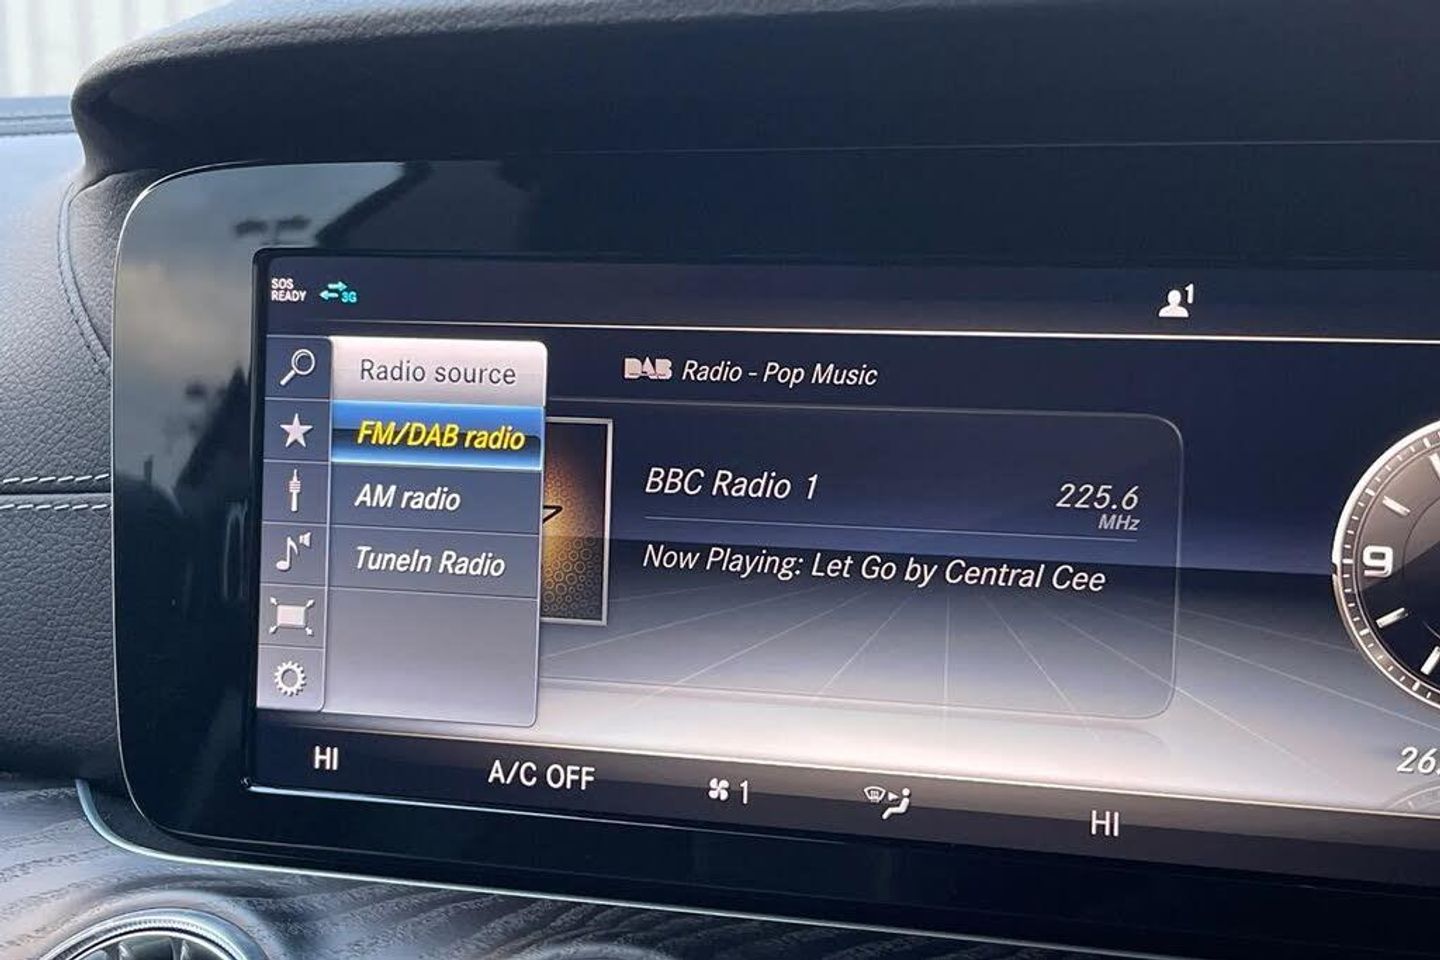 SOS
READY
3G
1
Radio source
DAB Radio - Pop Music
FM/DAB radio
AM radio
TuneIn Radio
BBC Radio 1
225.6
MHz
Now Playing: Let Go by Central Cee
9
HI
A/C OFF
1
HI
26.